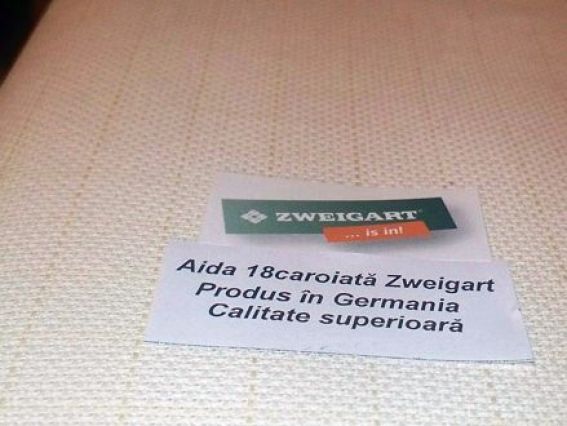 ZWEIGART®
... is in!
Aida 18caroiată Zweigart
Produs în Germania
Calitate superioară